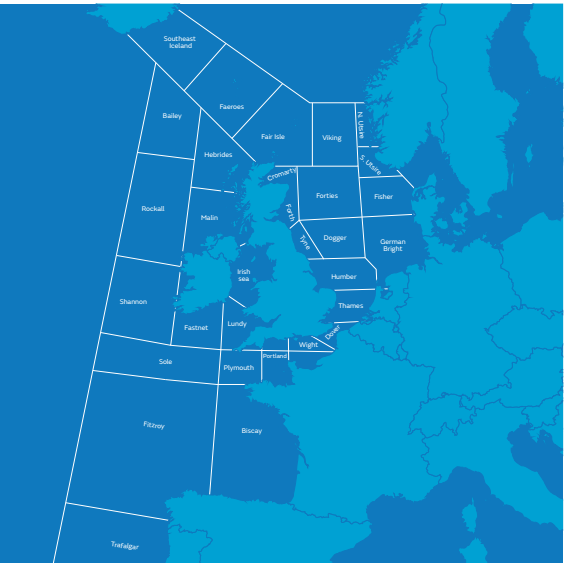 Southeast
Iceland
Faeroes
Bailey
Fair Isle
Viking
N. Utsire
Hebrides
S. Utsire
Cromarty
Forties
Fisher
Rockall
Malin
Forth
Tyne
Dogger
German
Bright
Irish
sea
Humber
Shannon
Thames
Fastnet
Lundy
Dover
Wight
Portland
Sole
Plymouth
Fitzroy
Biscay
Trafalgar